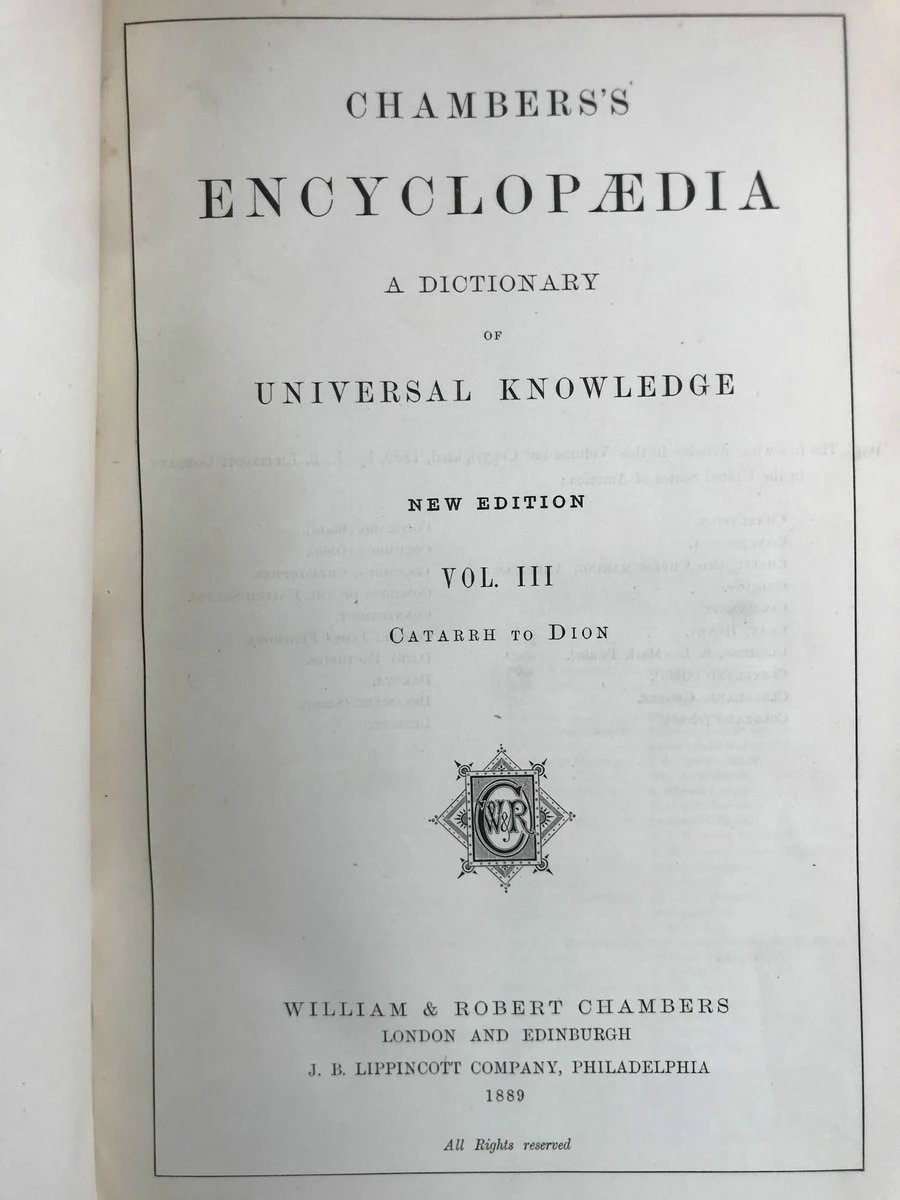 CHAMBERS'S
ENCYCLOPÆDIA
A DICTIONARY
OF
UNIVERSAL KNOWLEDGE
NEW EDITION
VOL. III
CATARRH TO DION
W&R C
WILLIAM & ROBERT CHAMBERS
LONDON AND EDINBURGH
J. B. LIPPINCOTT COMPANY, PHILADELPHIA
1889
All Rights reserved